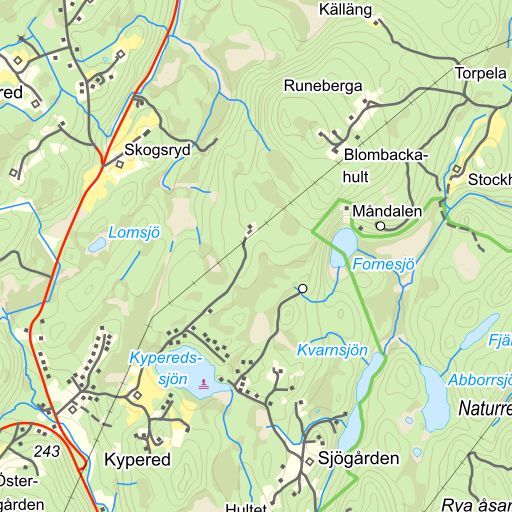 Källäng
Torpela
Runeberga
red
Skogsryd
Blombacka-
hult
Stockh
Måndalen
Lomsjö
Fornesjö
Kypereds-
sjön
Kvarnsjön
Fjä
Abborrsjö
Naturre
243
Kypered
Sjögården
Öster-
gården
Hultet
Rya åsar